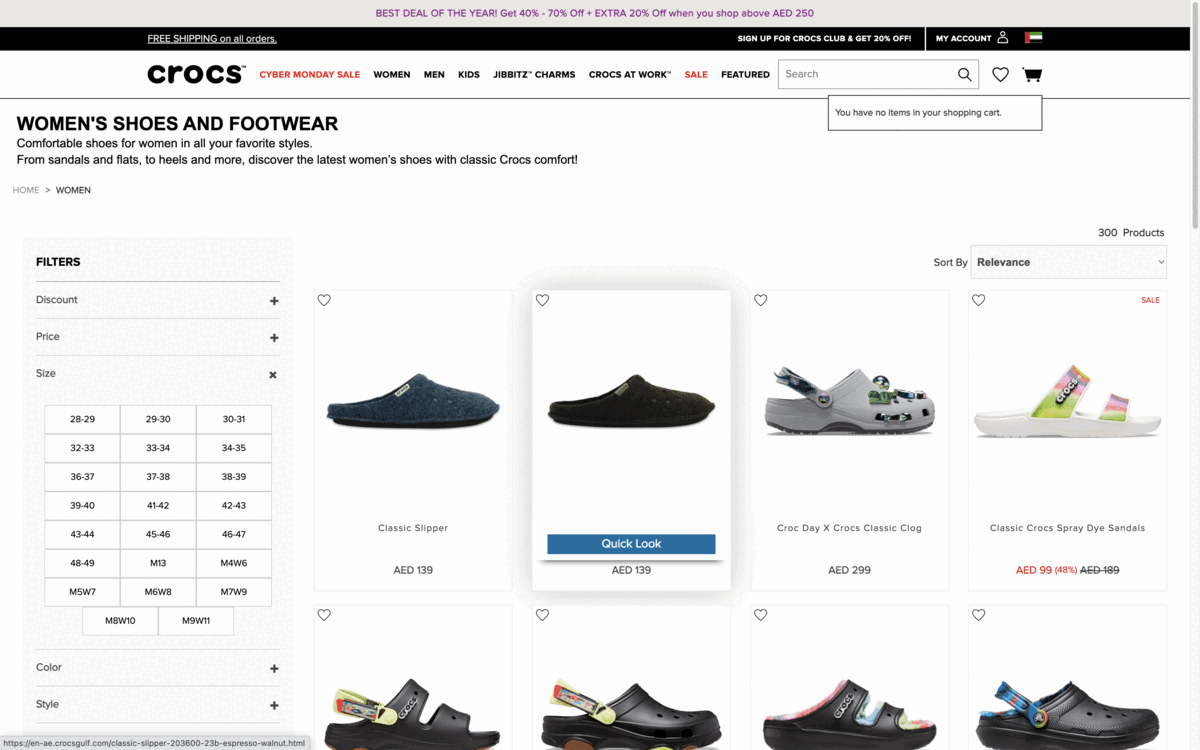 BEST DEAL OF THE YEAR! Get 40% - 70% Off + EXTRA 20% Off when you shop above AED 250
FREE SHIPPING on all orders.
SIGN UP FOR CROCS CLUB & GET 20% OFF!
MY ACCOUNT
crocs™
CYBER MONDAY SALE
WOMEN
MEN
KIDS
JIBBITZ™ CHARMS
CROCS AT WORK™
SALE
FEATURED
Search
You have no items in your shopping cart.
WOMEN'S SHOES AND FOOTWEAR
Comfortable shoes for women in all your favorite styles.
From sandals and flats, to heels and more, discover the latest women's shoes with classic Crocs comfort!
HOME > WOMEN
300 Products
Sort By Relevance
FILTERS
Discount +
Price +
Size ×
28-29 29-30 30-31
32-33 33-34 34-35
36-37 37-38 38-39
39-40 41-42 42-43
43-44 45-46 46-47
48-49 M13 M4W6
M5W7 M6W8 M7W9
M8W10 M9W11
Color +
Style +
Classic Slipper
AED 139
Quick Look
AED 139
Croc Day X Crocs Classic Clog
AED 299
SALE
crocs
Classic Crocs Spray Dye Sandals
AED 99 (48%) AED 189
crocs
crocs
https://en-ae.crocsgulf.com/classic-slipper-203600-23b-espresso-walnut.html